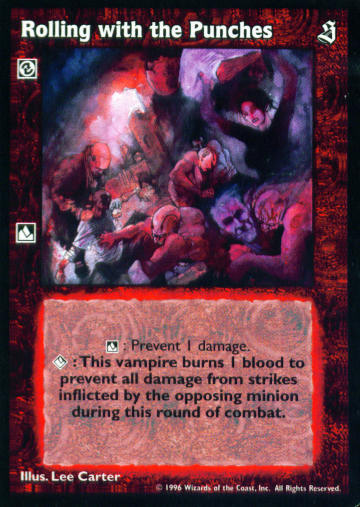 Rolling with the Punches
: Prevent 1 damage.
: This vampire burns 1 blood to
prevent all damage from strikes
inflicted by the opposing minion
during this round of combat.
Illus. Lee Carter
© 1996 Wizards of the Coast, Inc. All Rights Reserved.